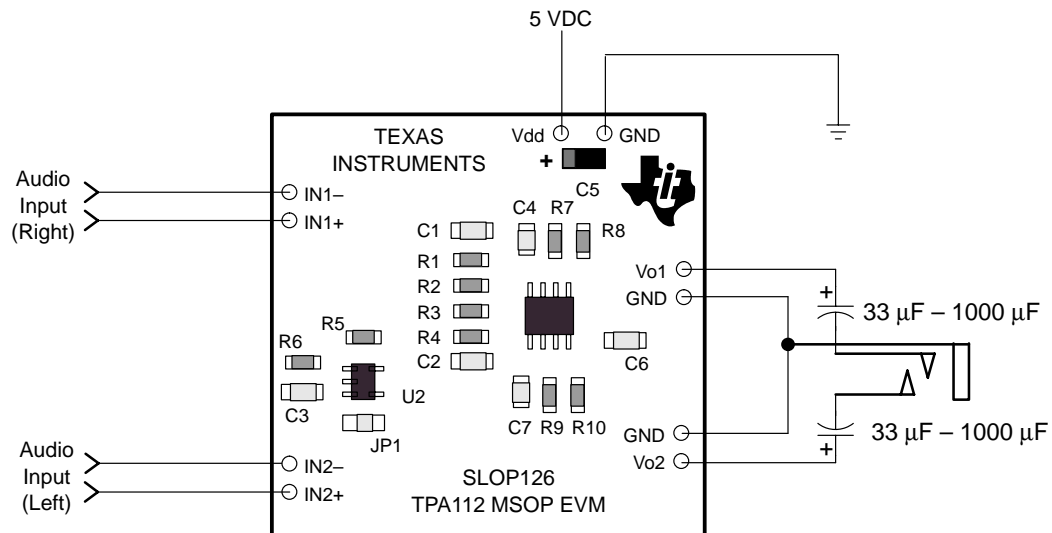 5 VDC
TEXAS
INSTRUMENTS
Vdd
GND
+
C5
Audio
Input
(Right)
IN1–
IN1+
C1
C4
R7
R8
R1
R2
R3
R4
C2
R5
R6
C3
U2
JP1
C6
C7
R9
R10
Vo1
GND
+
33 μF – 1000 μF
GND
Vo2
33 μF – 1000 μF
+
Audio
Input
(Left)
IN2–
IN2+
SLOP126
TPA112 MSOP EVM